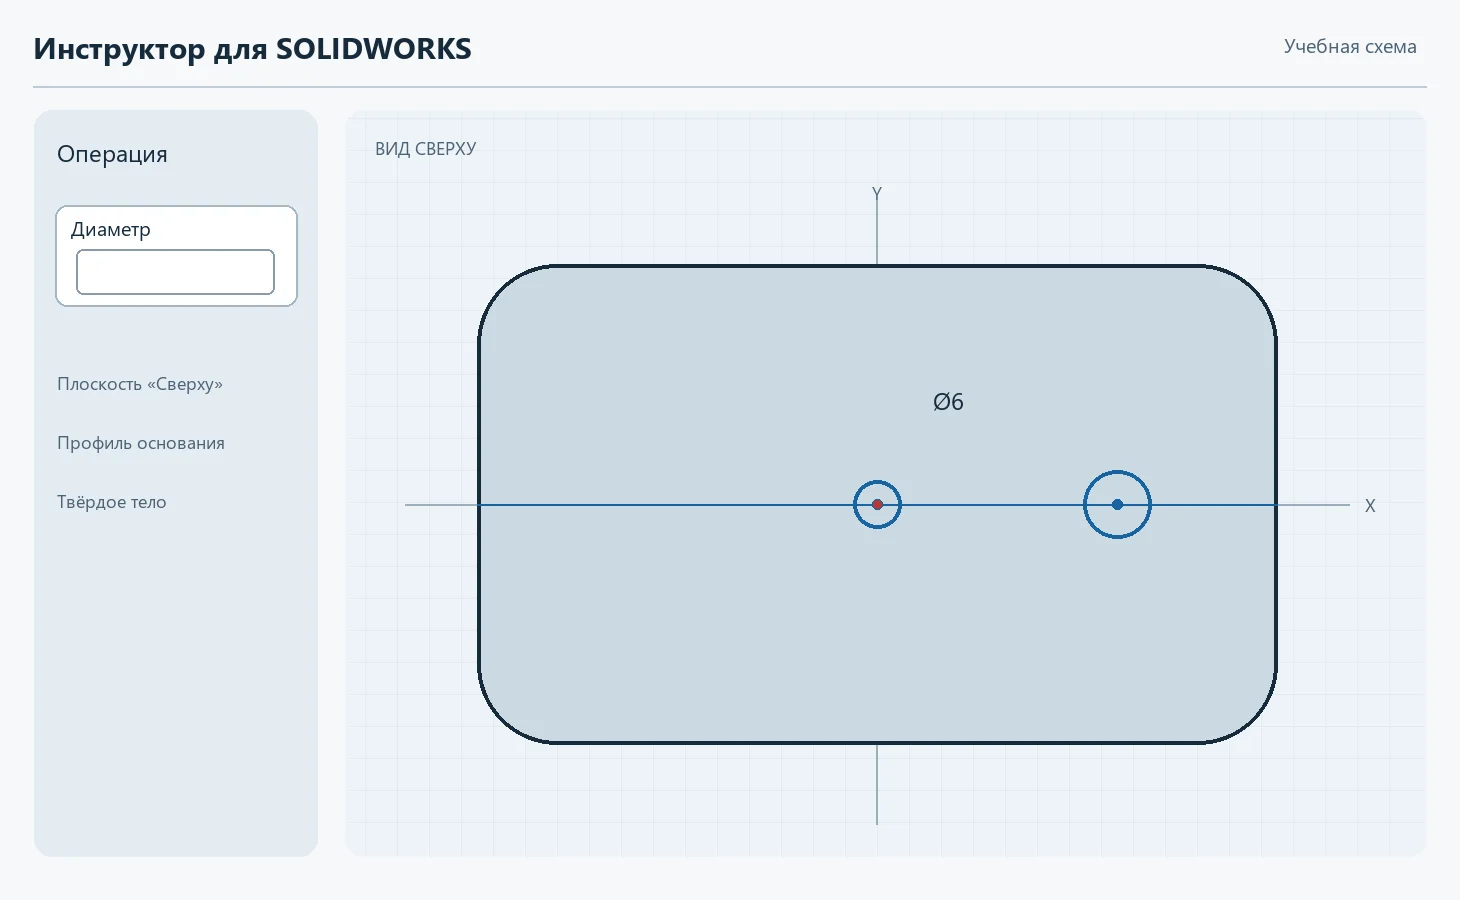 Инструктор для SOLIDWORKS
Учебная схема
Операция
Диаметр
Плоскость «Сверху»
Профиль основания
Твёрдое тело
ВИД СВЕРХУ
Y
Ø6
X